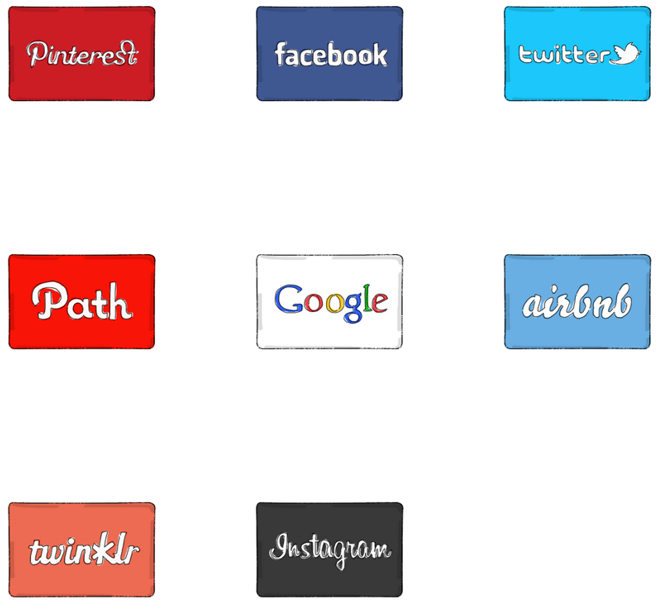 Pinterest
facebook
twitter
Path
Google
airbnb
twinklr
Instagram